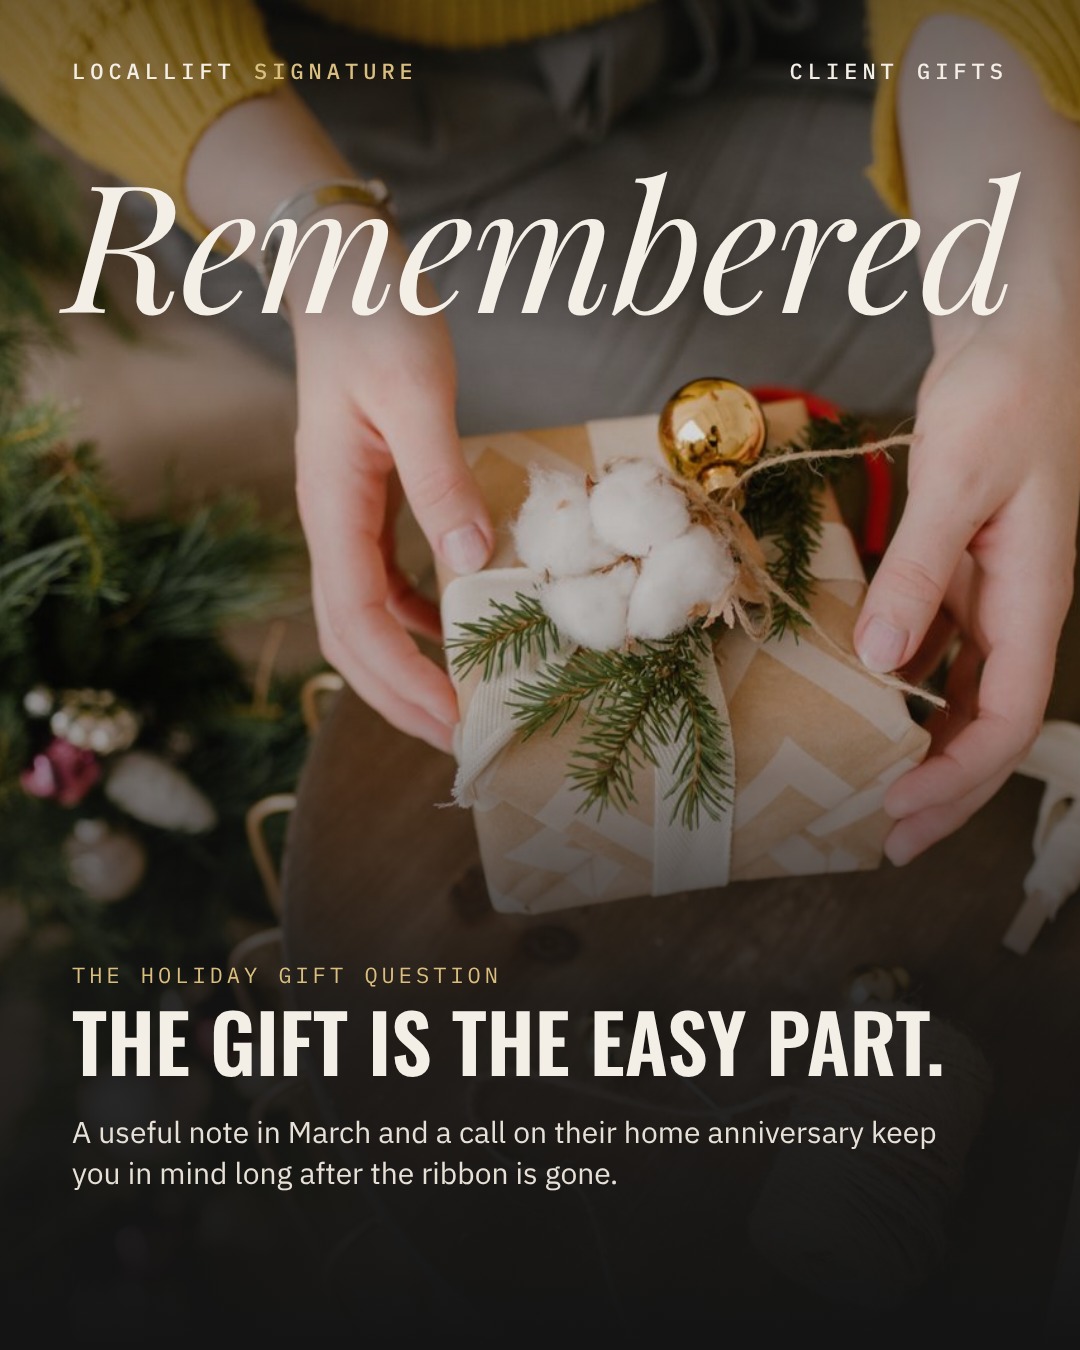 LOCALLIFT SIGNATURE
CLIENT GIFTS
Remembered
THE HOLIDAY GIFT QUESTION
THE GIFT IS THE EASY PART.
A useful note in March and a call on their home anniversary keep
you in mind long after the ribbon is gone.